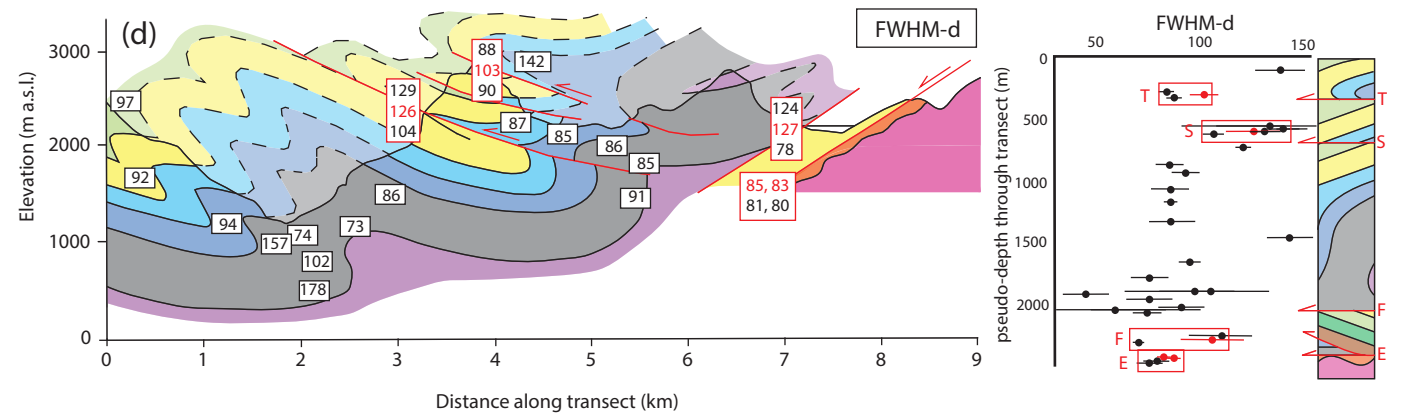 (d)
FWHM-d
Elevation (m a.s.l.)
3000
2000
1000
0
97
92
94
157
74
102
178
73
86
129
126
104
88
103
90
142
87
85
86
85
91
124
127
78
85, 83
81, 80
0 1 2 3 4 5 6 7 8 9
Distance along transect (km)
FWHM-d
50 100 150
pseudo-depth through transect (m)
0
500
1000
1500
2000
T
S
F
E
T
S
F
E